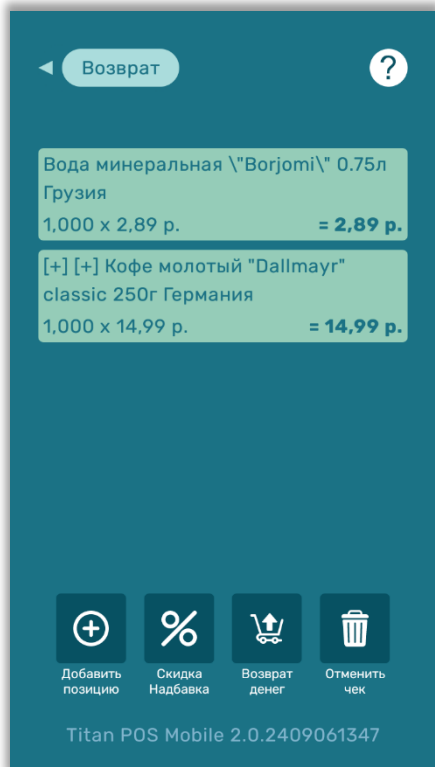 Возврат
?
Вода минеральная \"Borjomi\" 0.75л
Грузия
1,000 x 2,89 р. = 2,89 р.
[+] [+] Кофе молотый "Dallmayr"
classic 250г Германия
1,000 x 14,99 р. = 14,99 р.
Добавить позицию
Скидка Надбавка
Возврат денег
Отменить чек
Titan POS Mobile 2.0.2409061347